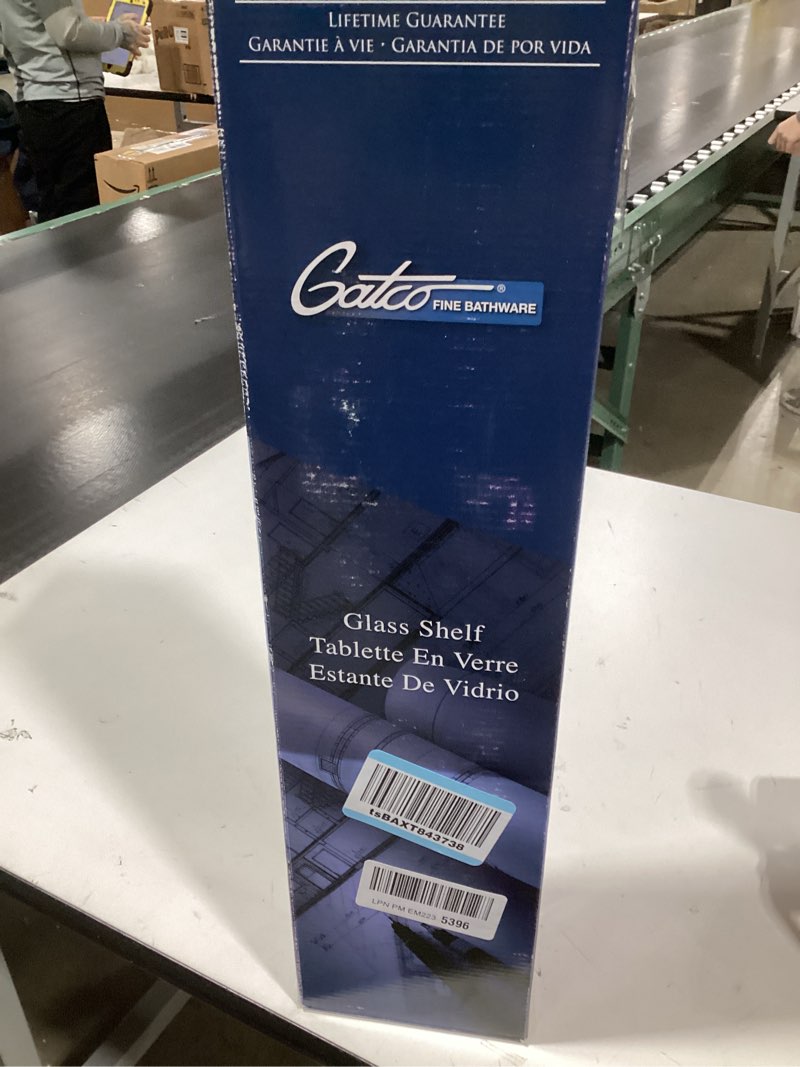 LIFETIME GUARANTEE
GARANTIE À VIE · GARANTIA DE POR VIDA
Gatco® FINE BATHWARE
Glass Shelf
Tablette En Verre
Estante De Vidrio
tsBAXT843738
LPN PM EM223 5396